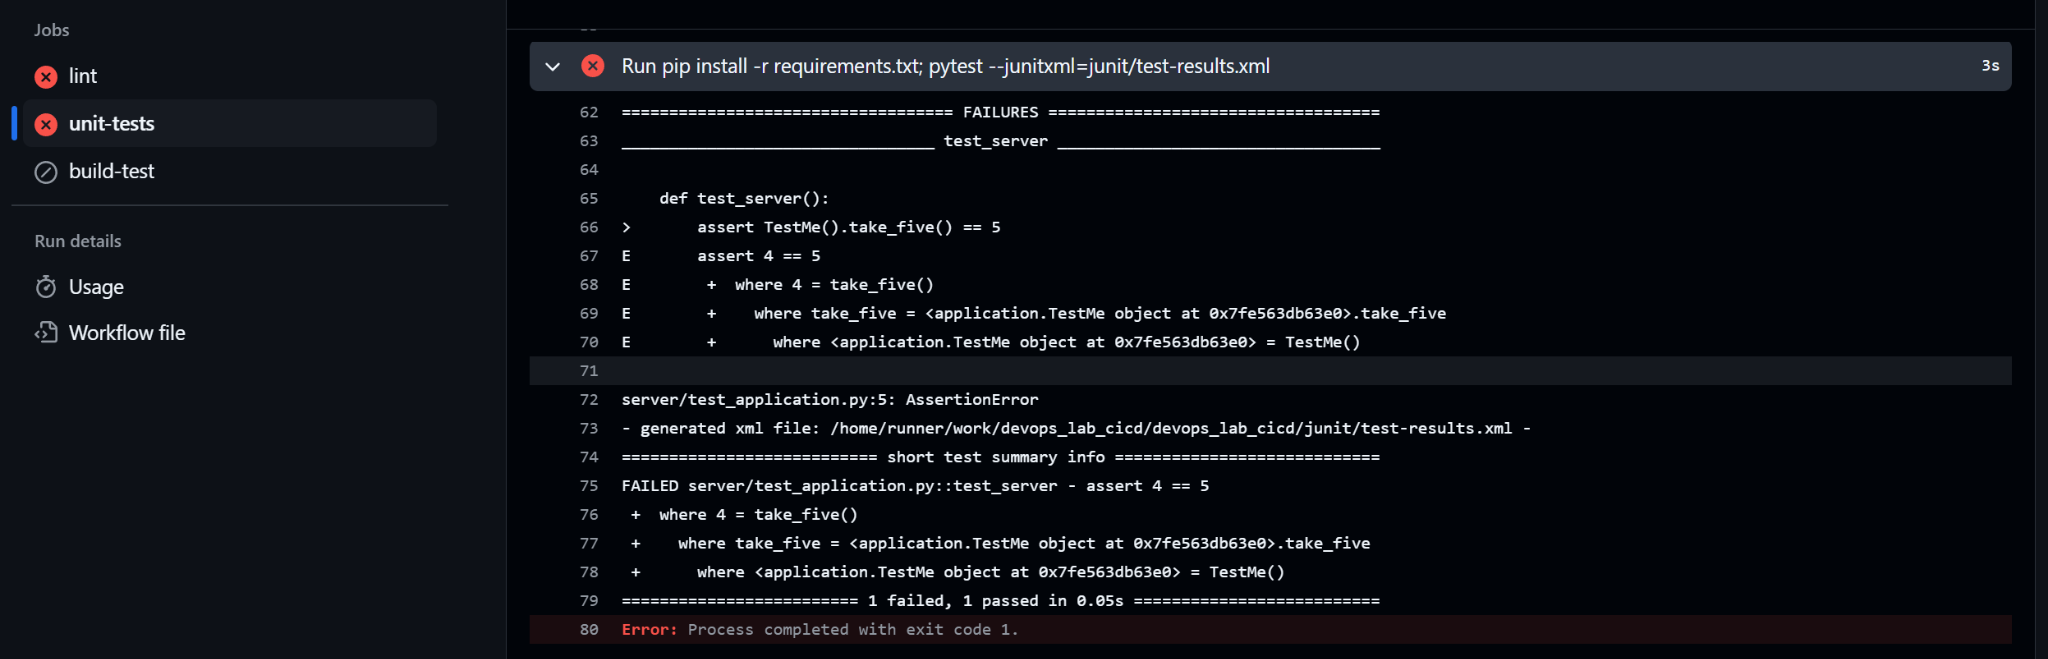 Jobs
lint
unit-tests
build-test
Run details
Usage
Workflow file
Run pip install -r requirements.txt; pytest --junitxml=junit/test-results.xml 3s
62 =================================== FAILURES ===================================
63 _________________________________ test_server __________________________________
64
65 def test_server():
66 > assert TestMe().take_five() == 5
67 E assert 4 == 5
68 E + where 4 = take_five()
69 E + where take_five = <application.TestMe object at 0x7fe563db63e0>.take_five
70 E + where <application.TestMe object at 0x7fe563db63e0> = TestMe()
71
72 server/test_application.py:5: AssertionError
73 - generated xml file: /home/runner/work/devops_lab_cicd/devops_lab_cicd/junit/test-results.xml -
74 =========================== short test summary info ============================
75 FAILED server/test_application.py::test_server - assert 4 == 5
76 + where 4 = take_five()
77 + where take_five = <application.TestMe object at 0x7fe563db63e0>.take_five
78 + where <application.TestMe object at 0x7fe563db63e0> = TestMe()
79 ========================= 1 failed, 1 passed in 0.05s ==========================
80 Error: Process completed with exit code 1.